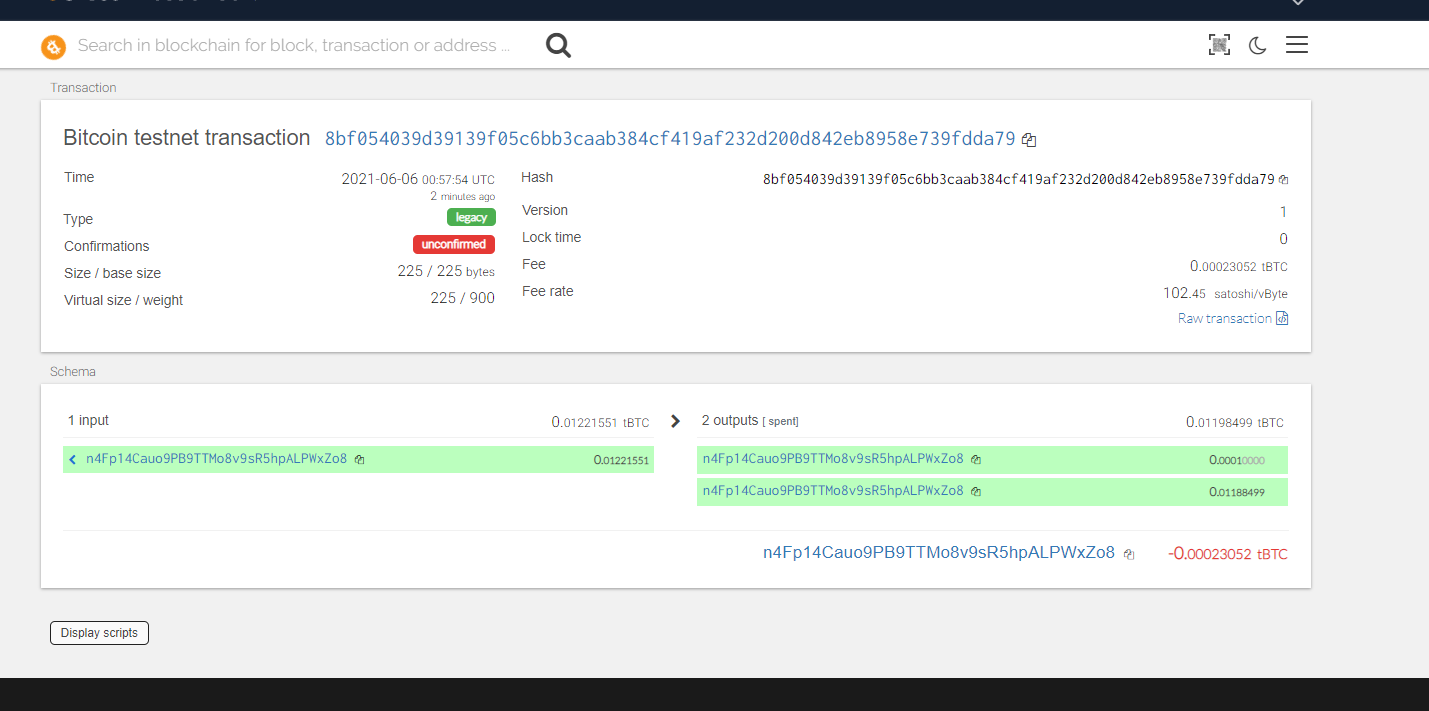 Search in blockchain for block, transaction or address ...
Transaction
Bitcoin testnet transaction 8bf054039d39139f05c6bb3caab384cf419af232d200d842eb8958e739fdda79
Time 2021-06-06 00:57:54 UTC
2 minutes ago
Type legacy
Confirmations unconfirmed
Size / base size 225 / 225 bytes
Virtual size / weight 225 / 900
Hash 8bf054039d39139f05c6bb3caab384cf419af232d200d842eb8958e739fdda79
Version 1
Lock time 0
Fee 0.00023052 tBTC
Fee rate 102.45 satoshi/vByte
Raw transaction
Schema
1 input 0.01221551 tBTC
n4Fp14Cauo9PB9TTMo8v9sR5hpALPWxZo8 0.01221551
2 outputs [ spent] 0.01198499 tBTC
n4Fp14Cauo9PB9TTMo8v9sR5hpALPWxZo8 0.00010000
n4Fp14Cauo9PB9TTMo8v9sR5hpALPWxZo8 0.01188499
n4Fp14Cauo9PB9TTMo8v9sR5hpALPWxZo8 -0.00023052 tBTC
Display scripts